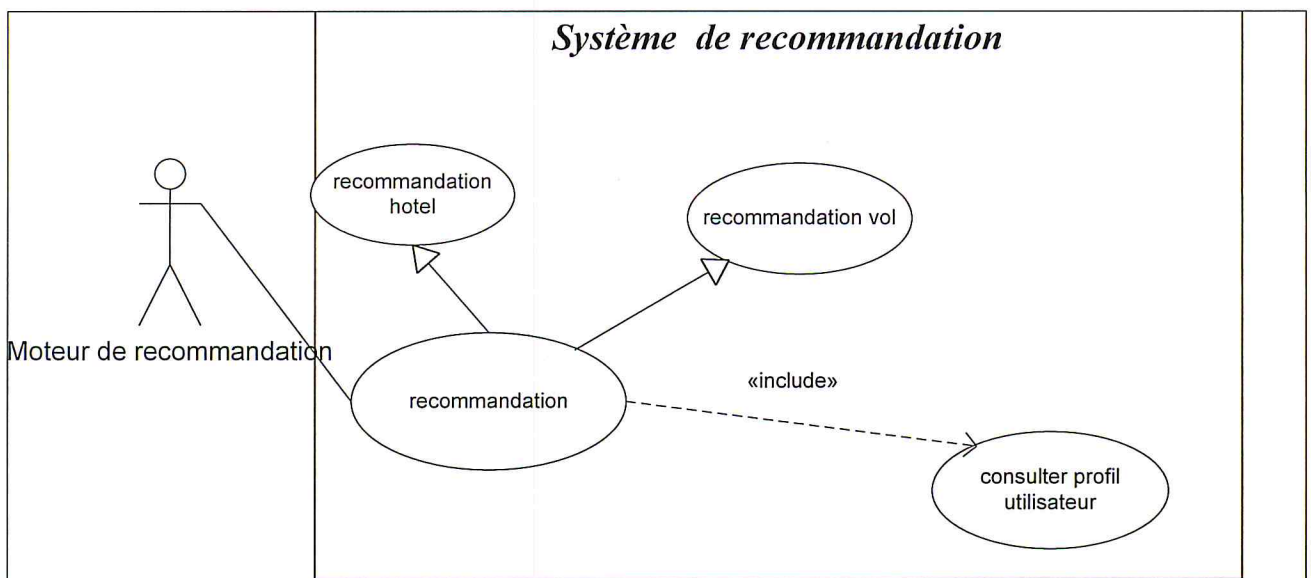 Système de recommandation
recommandation
hotel
recommandation vol
Moteur de recommandation
recommandation
«include»
consulter profil
utilisateur